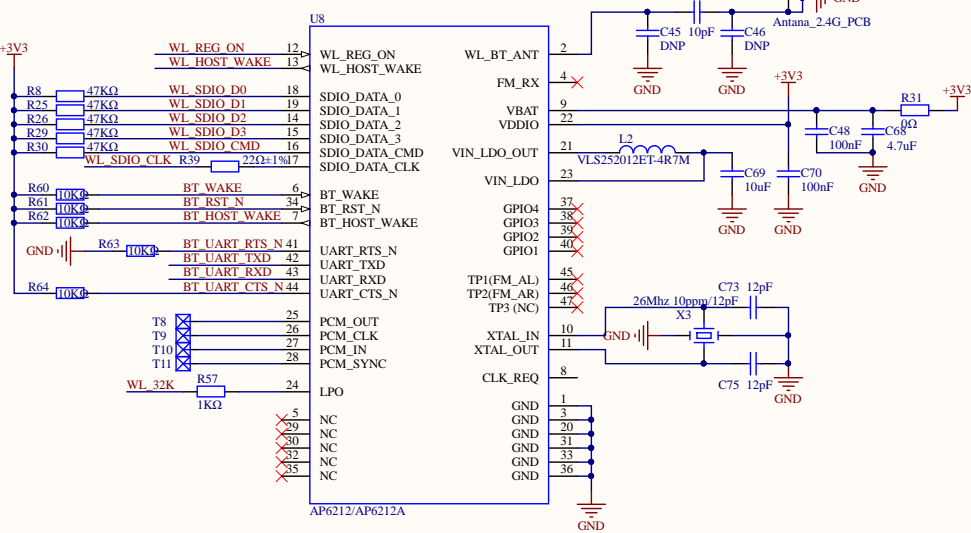 U8
GND
Antana_2.4G_PCB
C45
DNP
10pF
C46
DNP
GND
GND
+3V3
WL_REG_ON 12 WL_REG_ON
WL_HOST_WAKE 13 WL_HOST_WAKE
WL_BT_ANT 2
FM_RX 4
R8 47KΩ WL_SDIO_D0 18 SDIO_DATA_0
R25 47KΩ WL_SDIO_D1 19 SDIO_DATA_1
R26 47KΩ WL_SDIO_D2 14 SDIO_DATA_2
R29 47KΩ WL_SDIO_D3 15 SDIO_DATA_3
R30 47KΩ WL_SDIO_CMD 16 SDIO_DATA_CMD
WL_SDIO_CLK R39 22Ω±1% 17 SDIO_DATA_CLK
+3V3
+3V3
R31
0Ω
VBAT 9
VDDIO 22
C48
100nF
C68
4.7uF
GND
VIN_LDO_OUT 21
L2
VLS252012ET-4R7M
VIN_LDO 23
C69
10uF
GND
C70
100nF
GND
R60 10KΩ BT_WAKE 6 BT_WAKE
R61 10KΩ BT_RST_N 34 BT_RST_N
R62 10KΩ BT_HOST_WAKE 7 BT_HOST_WAKE
GPIO4 37
GPIO3 38
GPIO2 39
GPIO1 40
GND R63 10KΩ BT_UART_RTS_N 41 UART_RTS_N
BT_UART_TXD 42 UART_TXD
BT_UART_RXD 43 UART_RXD
R64 10KΩ BT_UART_CTS_N 44 UART_CTS_N
TP1(FM_AL) 45
TP2(FM_AR) 46
TP3 (NC) 47
T8 25 PCM_OUT
T9 26 PCM_CLK
T10 27 PCM_IN
T11 28 PCM_SYNC
C73 12pF
26Mhz 10ppm/12pF
X3
XTAL_IN 10
GND
XTAL_OUT 11
C75 12pF
GND
CLK_REQ 8
WL_32K R57 24 LPO
1KΩ
5 NC
29 NC
30 NC
32 NC
35 NC
GND 1
GND 3
GND 20
GND 31
GND 33
GND 36
GND
AP6212/AP6212A